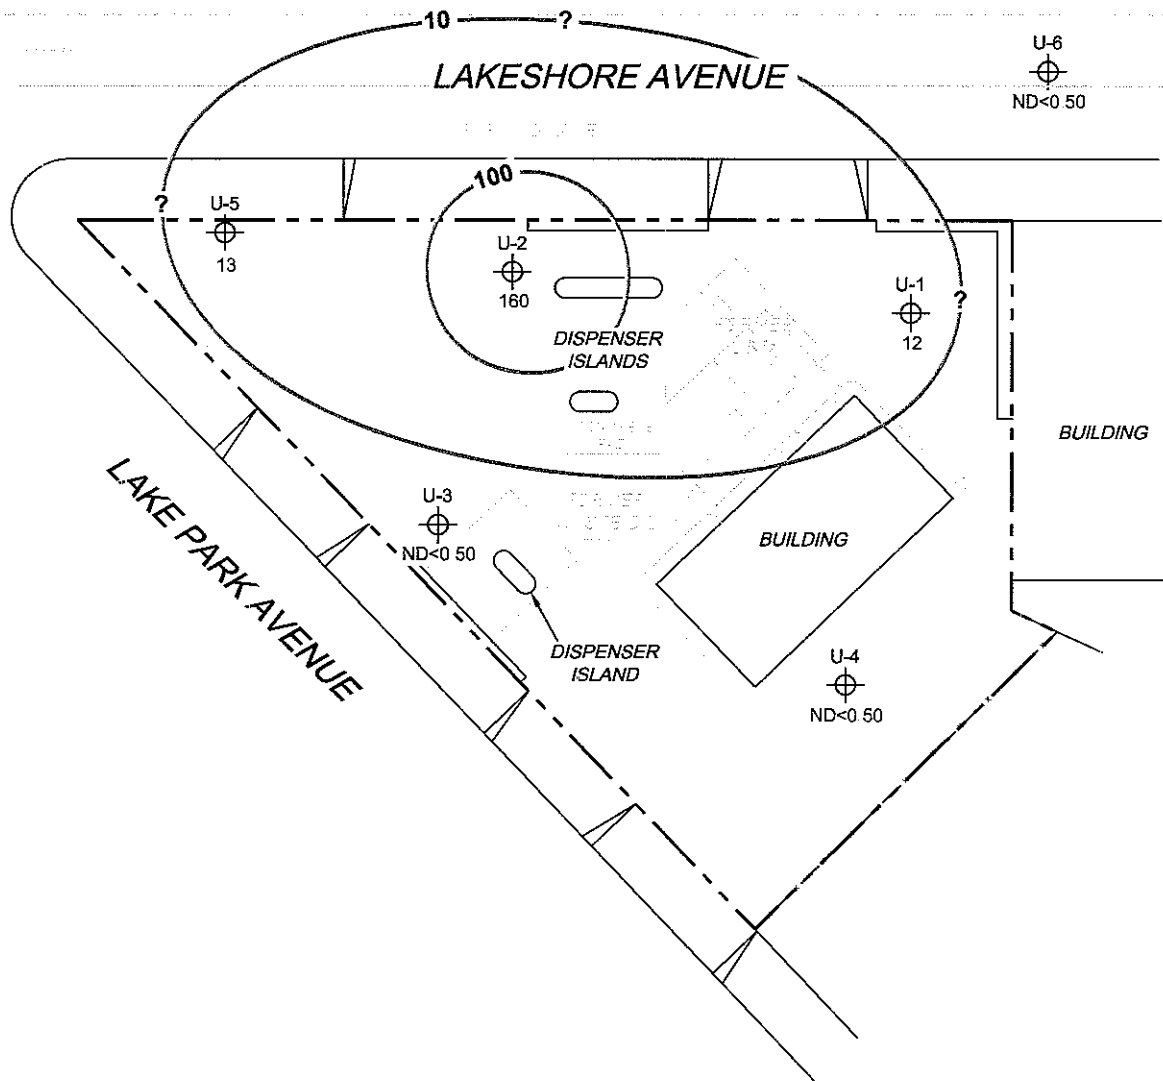 10
?
LAKESHORE AVENUE
U-6
ND<0.50
100
?
U-5
13
U-2
160
U-1
12
?
DISPENSER
ISLANDS
BUILDING
LAKE PARK AVENUE
U-3
ND<0.50
BUILDING
DISPENSER
ISLAND
U-4
ND<0.50